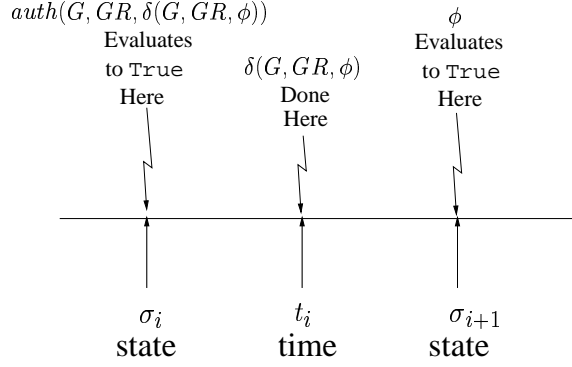 auth(G, GR, δ(G, GR, ϕ))
Evaluates
to True
Here
δ(G, GR, ϕ)
Done
Here
ϕ
Evaluates
to True
Here
σ_i
state
t_i
time
σ_{i+1}
state